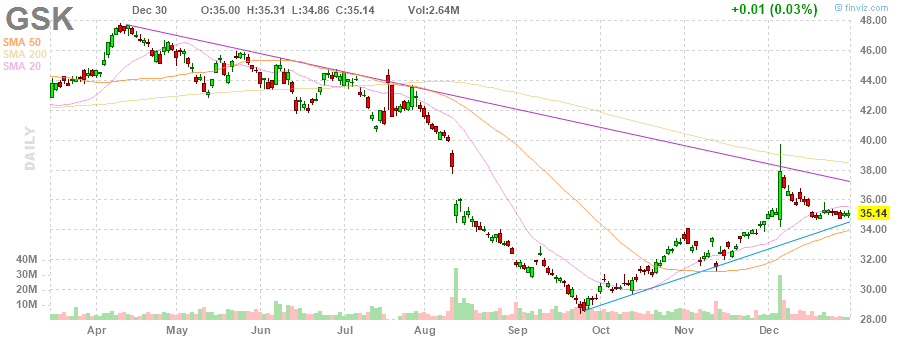 GSK Dec 30 O:35.00 H:35.31 L:34.86 C:35.14 Vol:2.64M +0.01 (0.03%) @ finviz.com
SMA 50
SMA 200
SMA 20
DAILY
48.00
46.00
44.00
42.00
40.00
38.00
36.00
35.14
34.00
32.00
30.00
28.00
40M
30M
20M
10M
Apr May Jun Jul Aug Sep Oct Nov Dec